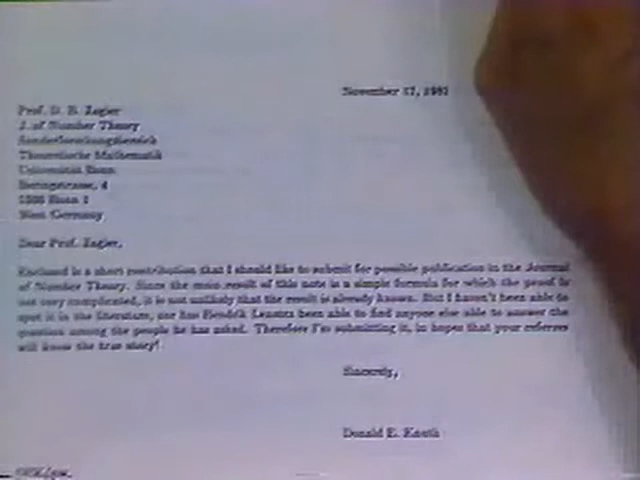 November 17, 1981
Prof. D. B. Zagier
J. of Number Theory
Sonderforschungsbereich
Theoretische Mathematik
Universität Bonn
Beringstrasse, 4
5300 Bonn 1
West Germany
Dear Prof. Zagier,
Enclosed is a short contribution that I should like to submit for possible publication in the Journal
of Number Theory. Since the main result of this note is a simple formula for which the proof is
not very complicated, it is not unlikely that the result is already known. But I haven't been able to
spot it in the literature, nor has Hendrik Lenstra been able to find anyone else able to answer the
question among the people he has asked. Therefore I'm submitting it, in hopes that your referees
will know the true story!
Sincerely,
Donald E. Knuth